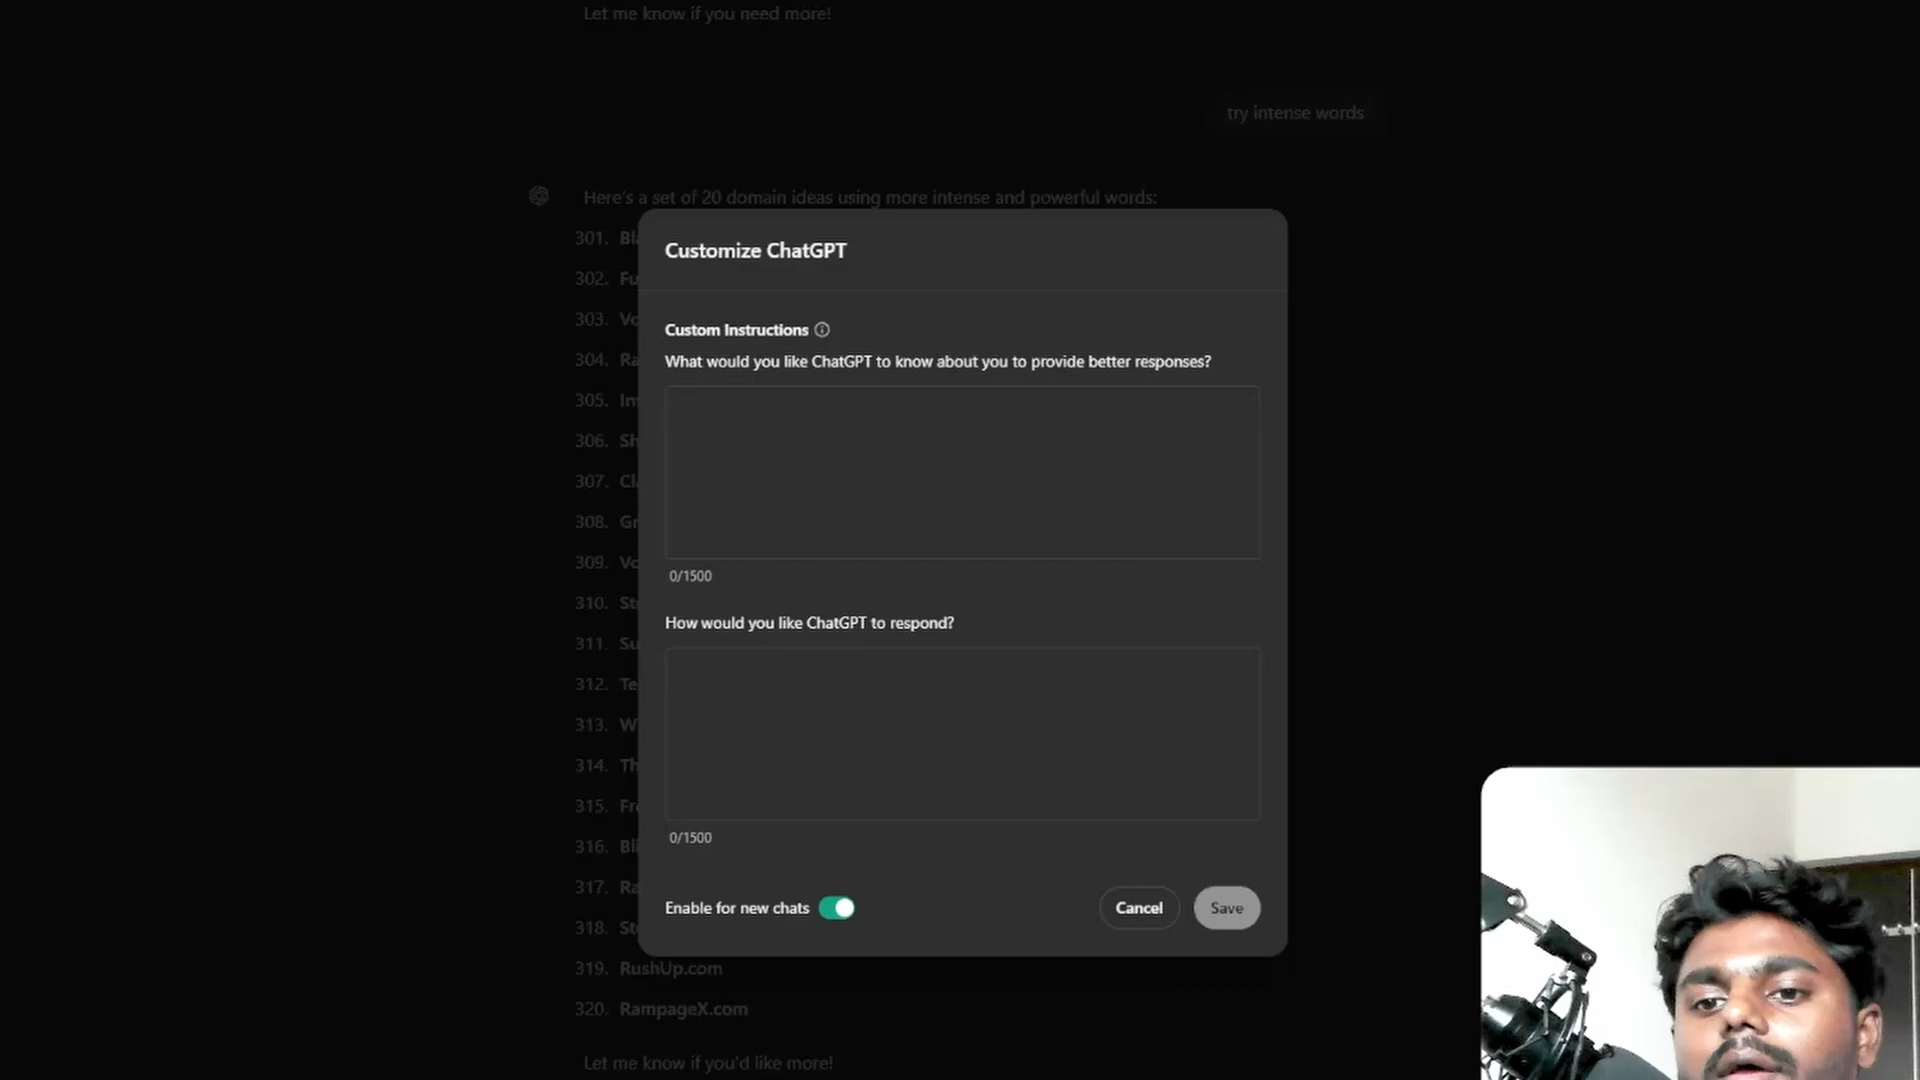 Let me know if you need more!
try intense words
Here's a set of 20 domain ideas using more intense and powerful words:
301.
302.
303.
304.
305.
306.
307.
308.
309.
310.
311.
312.
313.
314.
315.
316.
317.
318.
319. RushUp.com
320. RampageX.com
Let me know if you'd like more!
Customize ChatGPT
Custom Instructions
What would you like ChatGPT to know about you to provide better responses?
0/1500
How would you like ChatGPT to respond?
0/1500
Enable for new chats
Cancel
Save